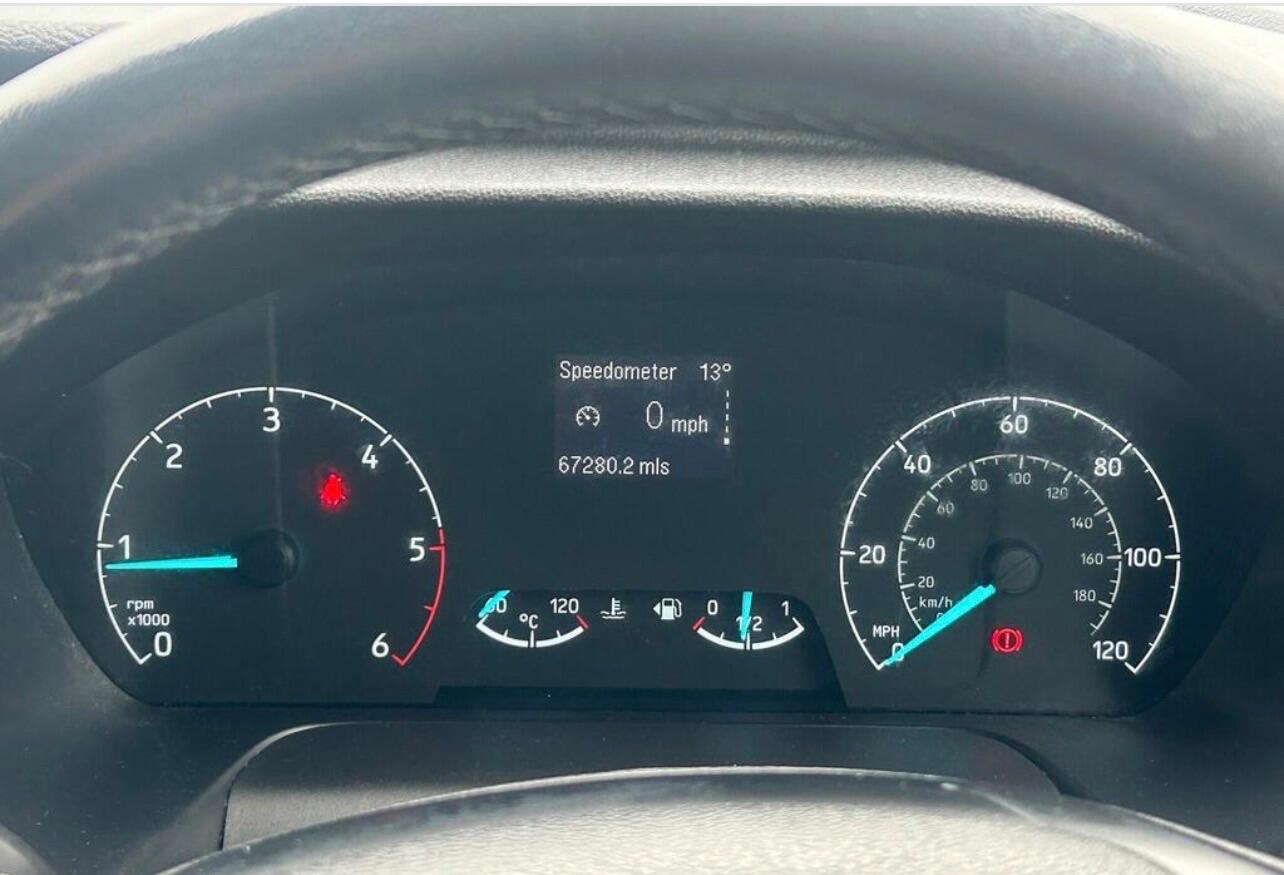 Speedometer 13°
0 mph
67280.2 mls
0 1 2 3 4 5 6
rpm
x1000
60 120
°C
0 1/2 1
0 20 40 60 80 100 120
MPH
20 40 60 80 100 120 140 160 180
km/h